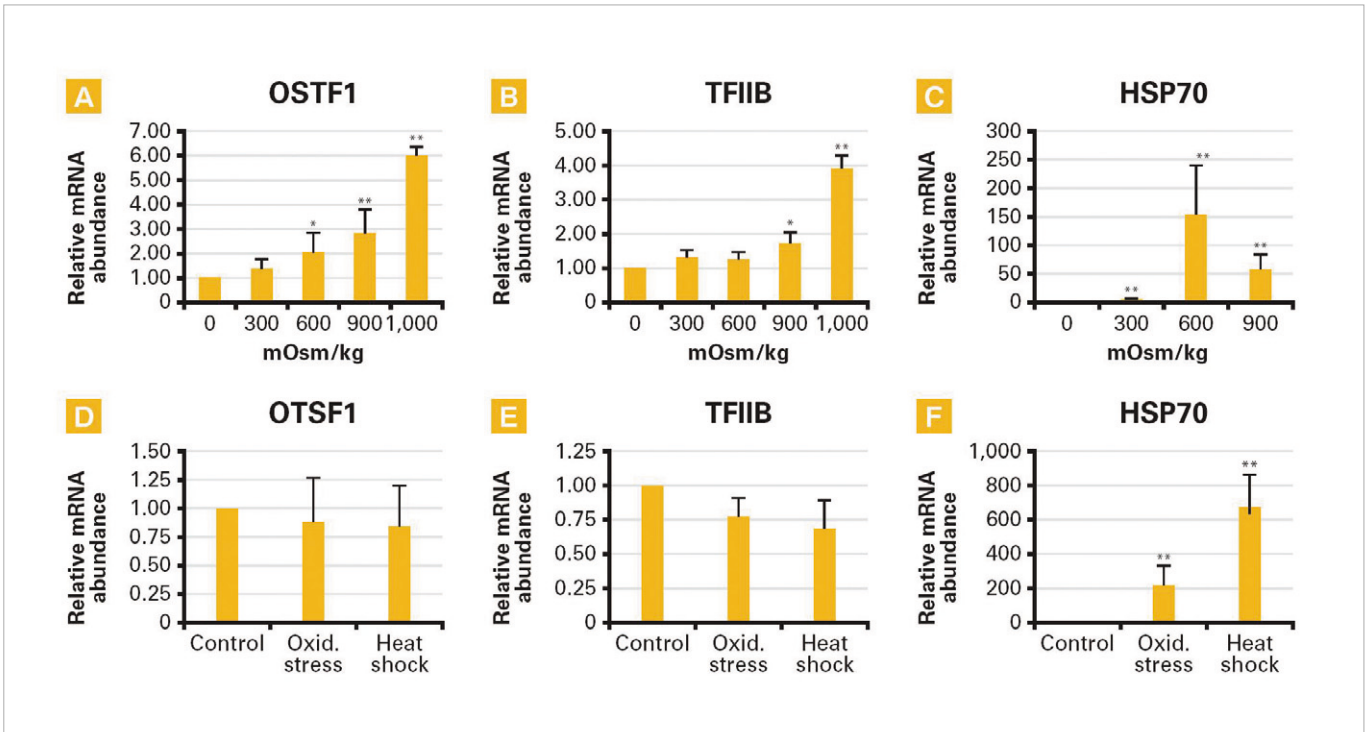 A
OSTF1
Relative mRNA
abundance
7.00
6.00
5.00
4.00
3.00
2.00
1.00
0
**
**
*
0 300 600 900 1,000
mOsm/kg
B
TFIIB
Relative mRNA
abundance
5.00
4.00
3.00
2.00
1.00
0
**
*
0 300 600 900 1,000
mOsm/kg
C
HSP70
Relative mRNA
abundance
300
250
200
150
100
50
0
**
**
**
0 300 600 900
mOsm/kg
D
OTSF1
Relative mRNA
abundance
1.50
1.25
1.00
0.75
0.50
0.25
0
Control Oxid. Heat
stress shock
E
TFIIB
Relative mRNA
abundance
1.25
1.00
0.75
0.50
0.25
0
Control Oxid. Heat
stress shock
F
HSP70
Relative mRNA
abundance
1,000
800
600
400
200
0
**
**
Control Oxid. Heat
stress shock